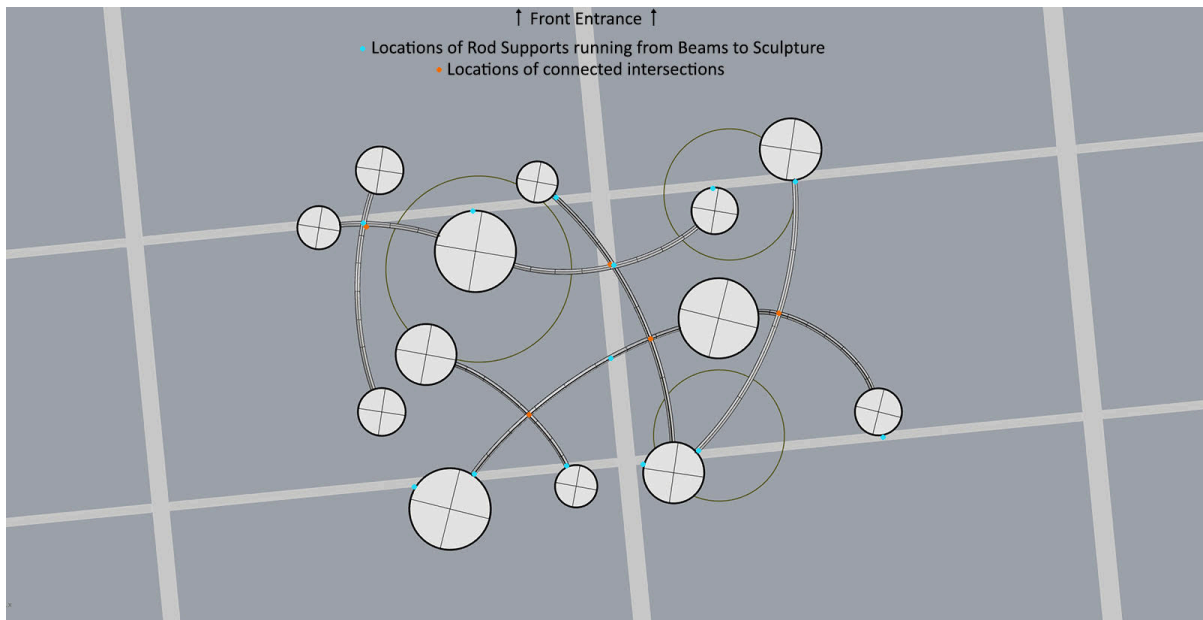 ↑ Front Entrance ↑
Locations of Rod Supports running from Beams to Sculpture
Locations of connected intersections
x